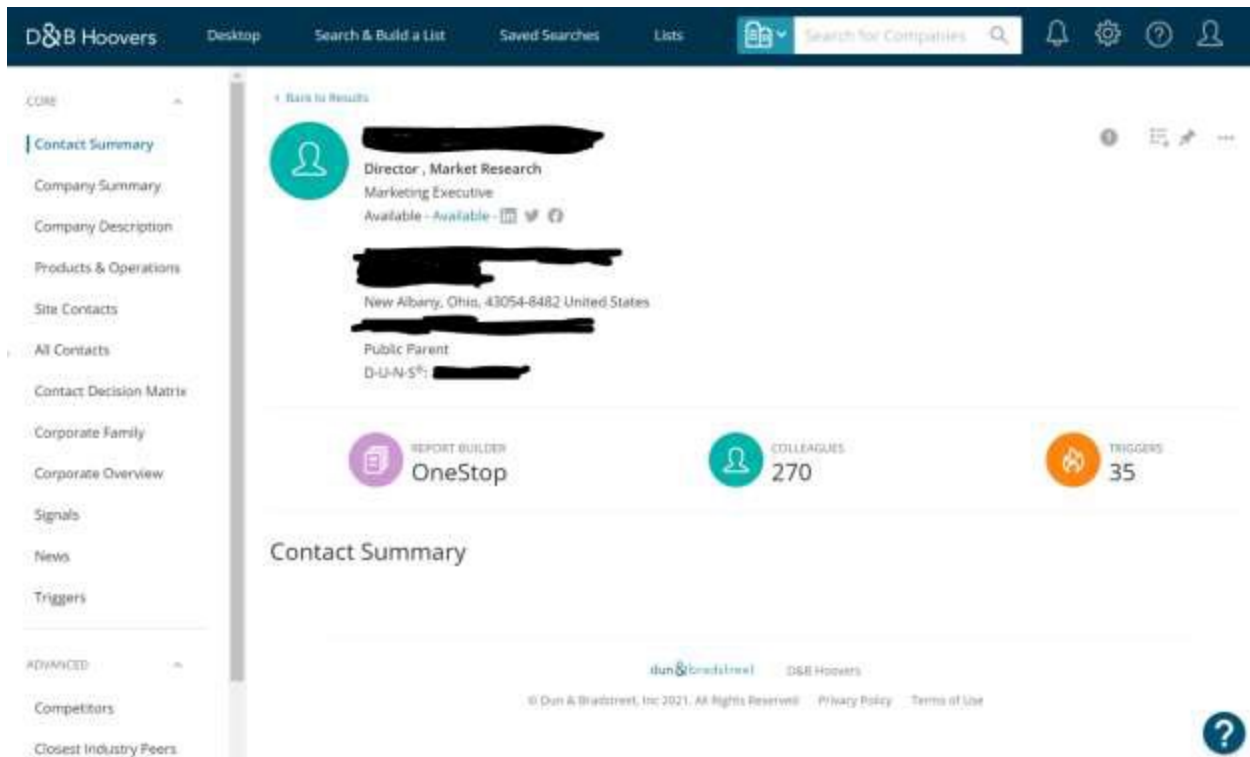 D&B Hoovers Desktop Search & Build a List Saved Searches Lists Search for Companies
CORE
Contact Summary
Company Summary
Company Description
Products & Operations
Site Contacts
All Contacts
Contact Decision Matrix
Corporate Family
Corporate Overview
Signals
News
Triggers
ADVANCED
Competitors
Closest Industry Peers
Back to Results
Director , Market Research
Marketing Executive
Available - Available -
New Albany, Ohio, 43054-8482 United States
Public Parent
D-U-N-S®:
REPORT BUILDER
OneStop
COLLEAGUES
270
TRIGGERS
35
Contact Summary
dun & bradstreet D&B Hoovers
© Dun & Bradstreet, Inc 2021. All Rights Reserved Privacy Policy Terms of Use